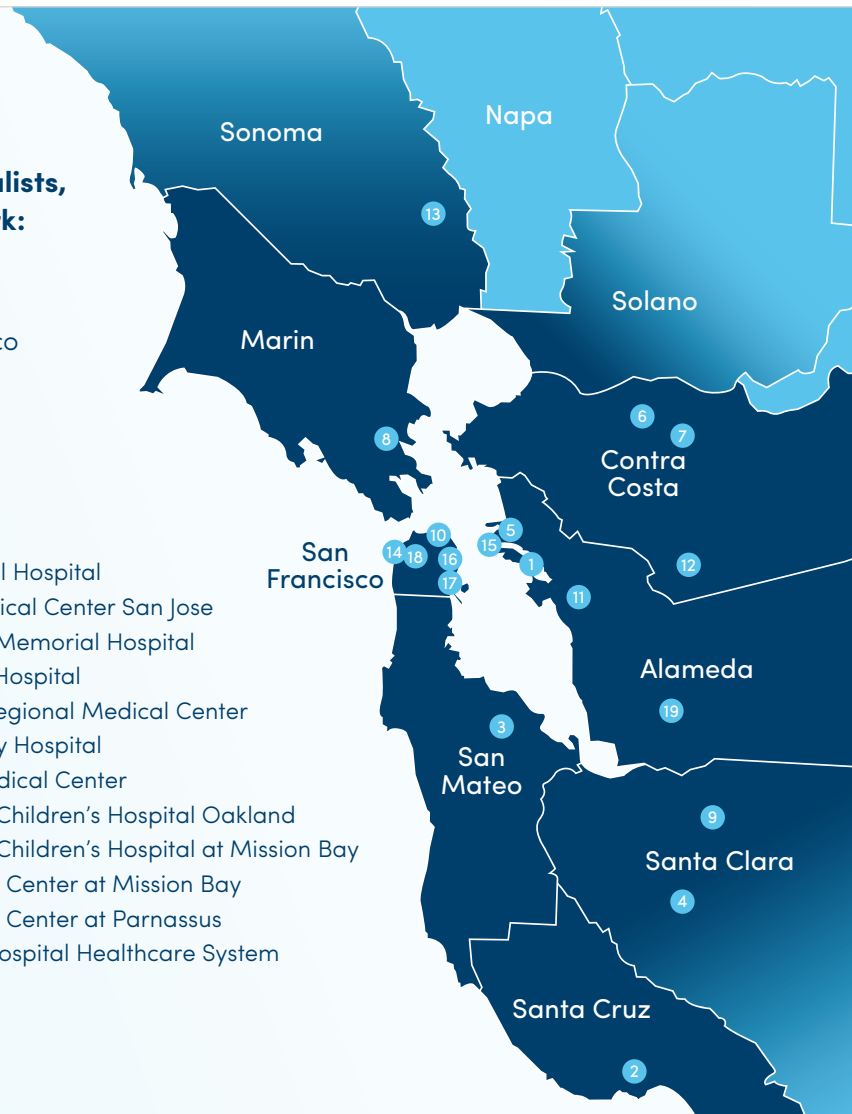 Sonoma
Napa
alists,
k:
13
Solano
co
Marin
6
8
7
Contra
Costa
10
5
15
San
Francisco
14
18
16
1
12
17
11
l Hospital
ical Center San Jose
Memorial Hospital
Hospital
egional Medical Center
y Hospital
dical Center
Children's Hospital Oakland
Children's Hospital at Mission Bay
Center at Mission Bay
Center at Parnassus
ospital Healthcare System
Alameda
19
3
San
Mateo
9
Santa Clara
4
Santa Cruz
2